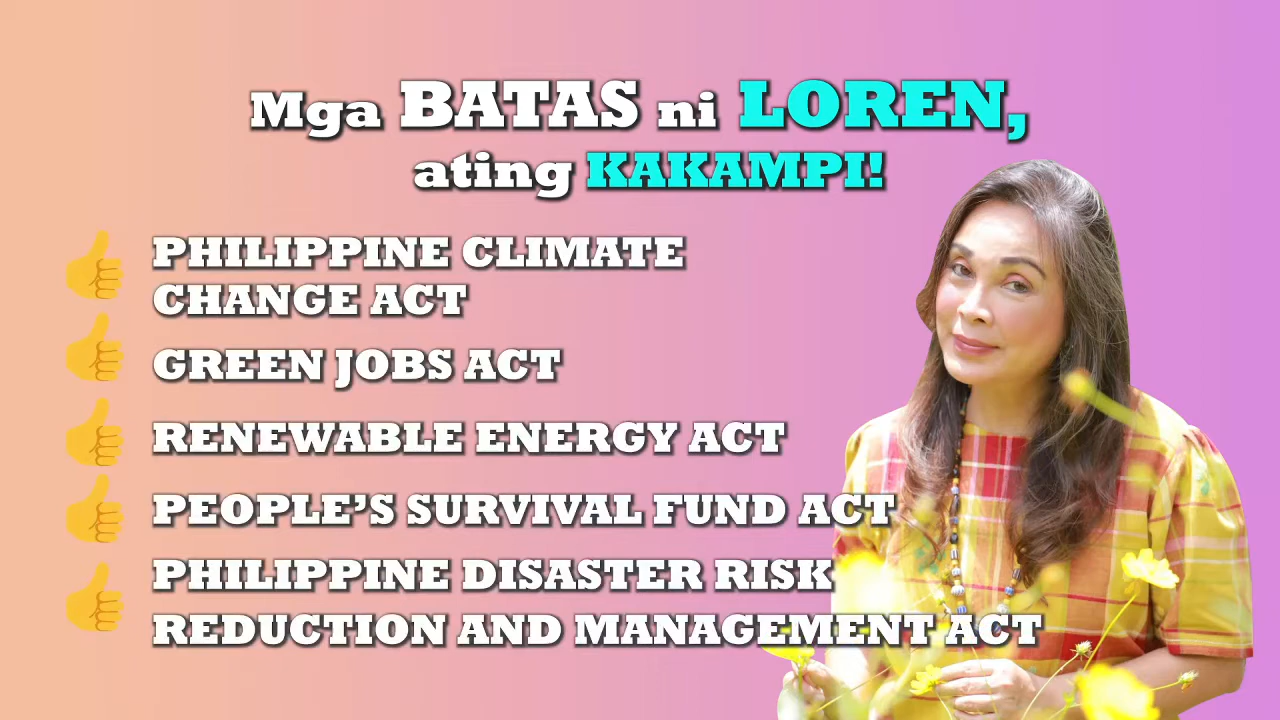 Mga BATAS ni LOREN,
ating KAKAMPI!
PHILIPPINE CLIMATE
CHANGE ACT
GREEN JOBS ACT
RENEWABLE ENERGY ACT
PEOPLE’S SURVIVAL FUND ACT
PHILIPPINE DISASTER RISK
REDUCTION AND MANAGEMENT ACT